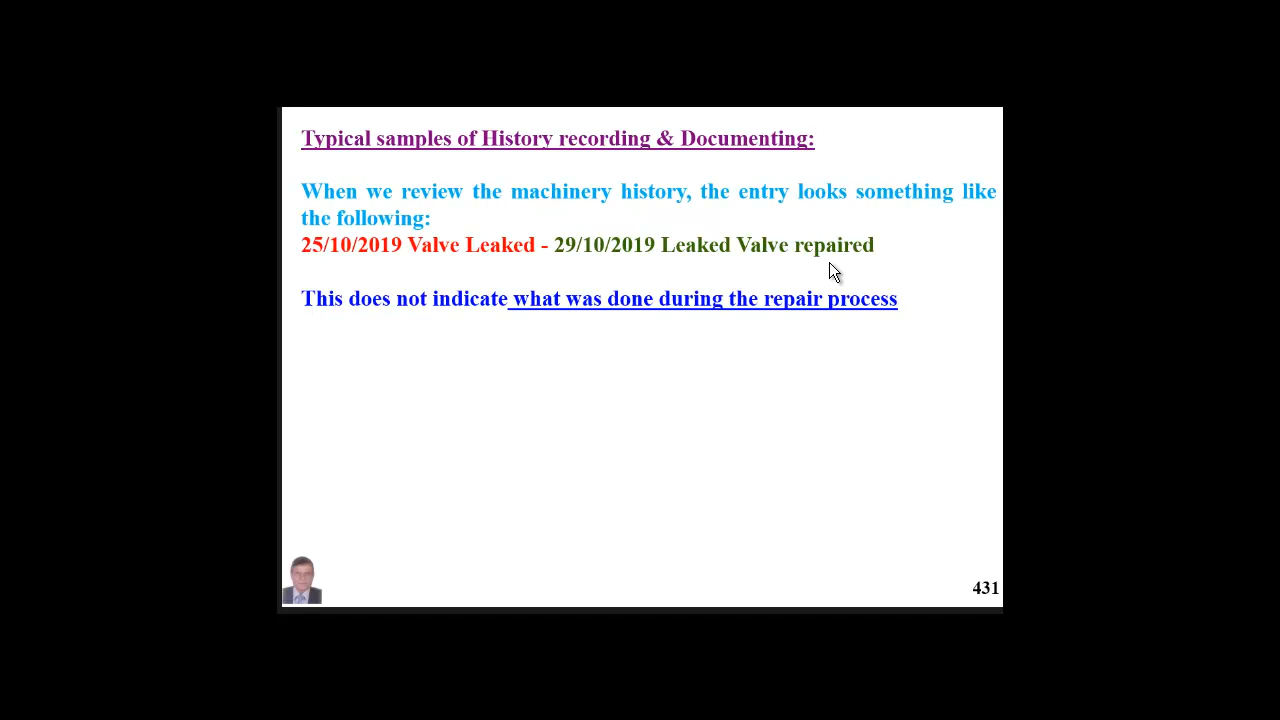 Typical samples of History recording & Documenting:
When we review the machinery history, the entry looks something like
the following:
25/10/2019 Valve Leaked - 29/10/2019 Leaked Valve repaired
This does not indicate what was done during the repair process
431